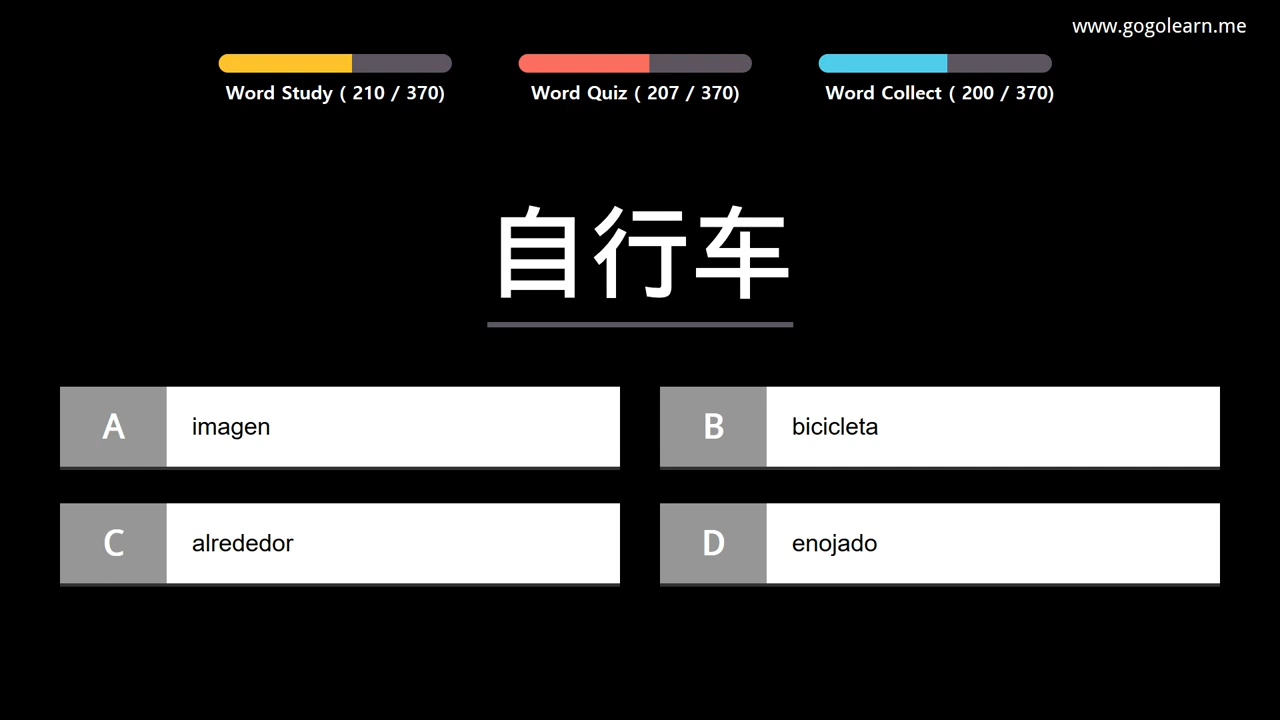 www.gogolearn.me
Word Study ( 210 / 370)
Word Quiz ( 207 / 370)
Word Collect ( 200 / 370)
自行车
A imagen
B bicicleta
C alrededor
D enojado